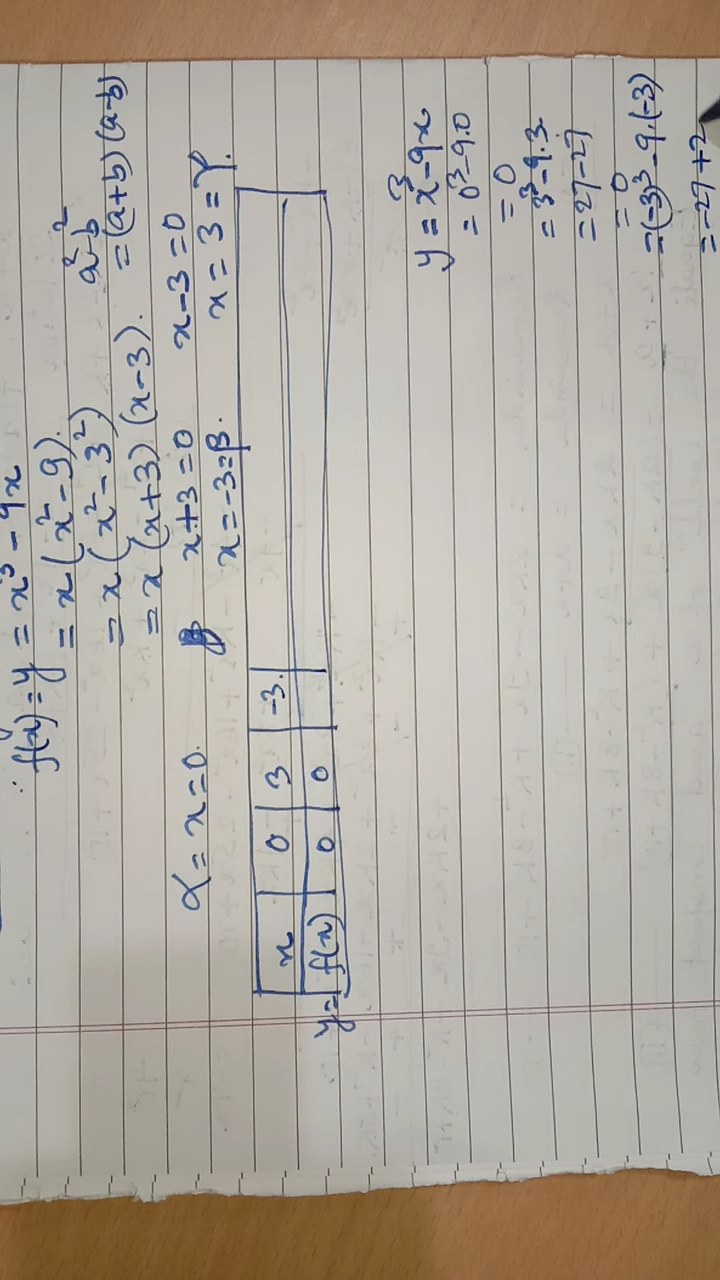 f(x) = y = x³ - 9x
= x(x² - 9).
= x(x² - 3²)
a² - b²
= x(x+3)(x-3).
= (a+b)(a-b)
α = x = 0.
x+3=0
x-3=0
x = -3 = β.
x = 3 = γ.
x 0 3 -3.
y = f(x) 0 0
y = x³ - 9x
= 0³ - 9.0
= 0
= 3³ - 9.3
= 27 - 27
= 0
= (-3)³ - 9.(-3)
= -27 + 2